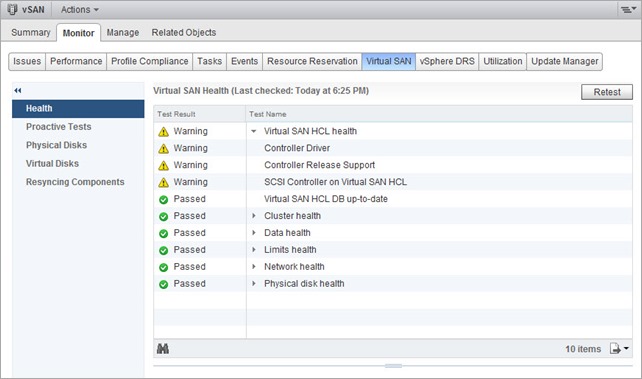 vSAN Actions
Summary Monitor Manage Related Objects
Issues Performance Profile Compliance Tasks Events Resource Reservation Virtual SAN vSphere DRS Utilization Update Manager
Health
Proactive Tests
Physical Disks
Virtual Disks
Resyncing Components
Virtual SAN Health (Last checked: Today at 6:25 PM) Retest
Test Result Test Name
Warning Virtual SAN HCL health
Warning Controller Driver
Warning Controller Release Support
Warning SCSI Controller on Virtual SAN HCL
Passed Virtual SAN HCL DB up-to-date
Passed Cluster health
Passed Data health
Passed Limits health
Passed Network health
Passed Physical disk health
10 items